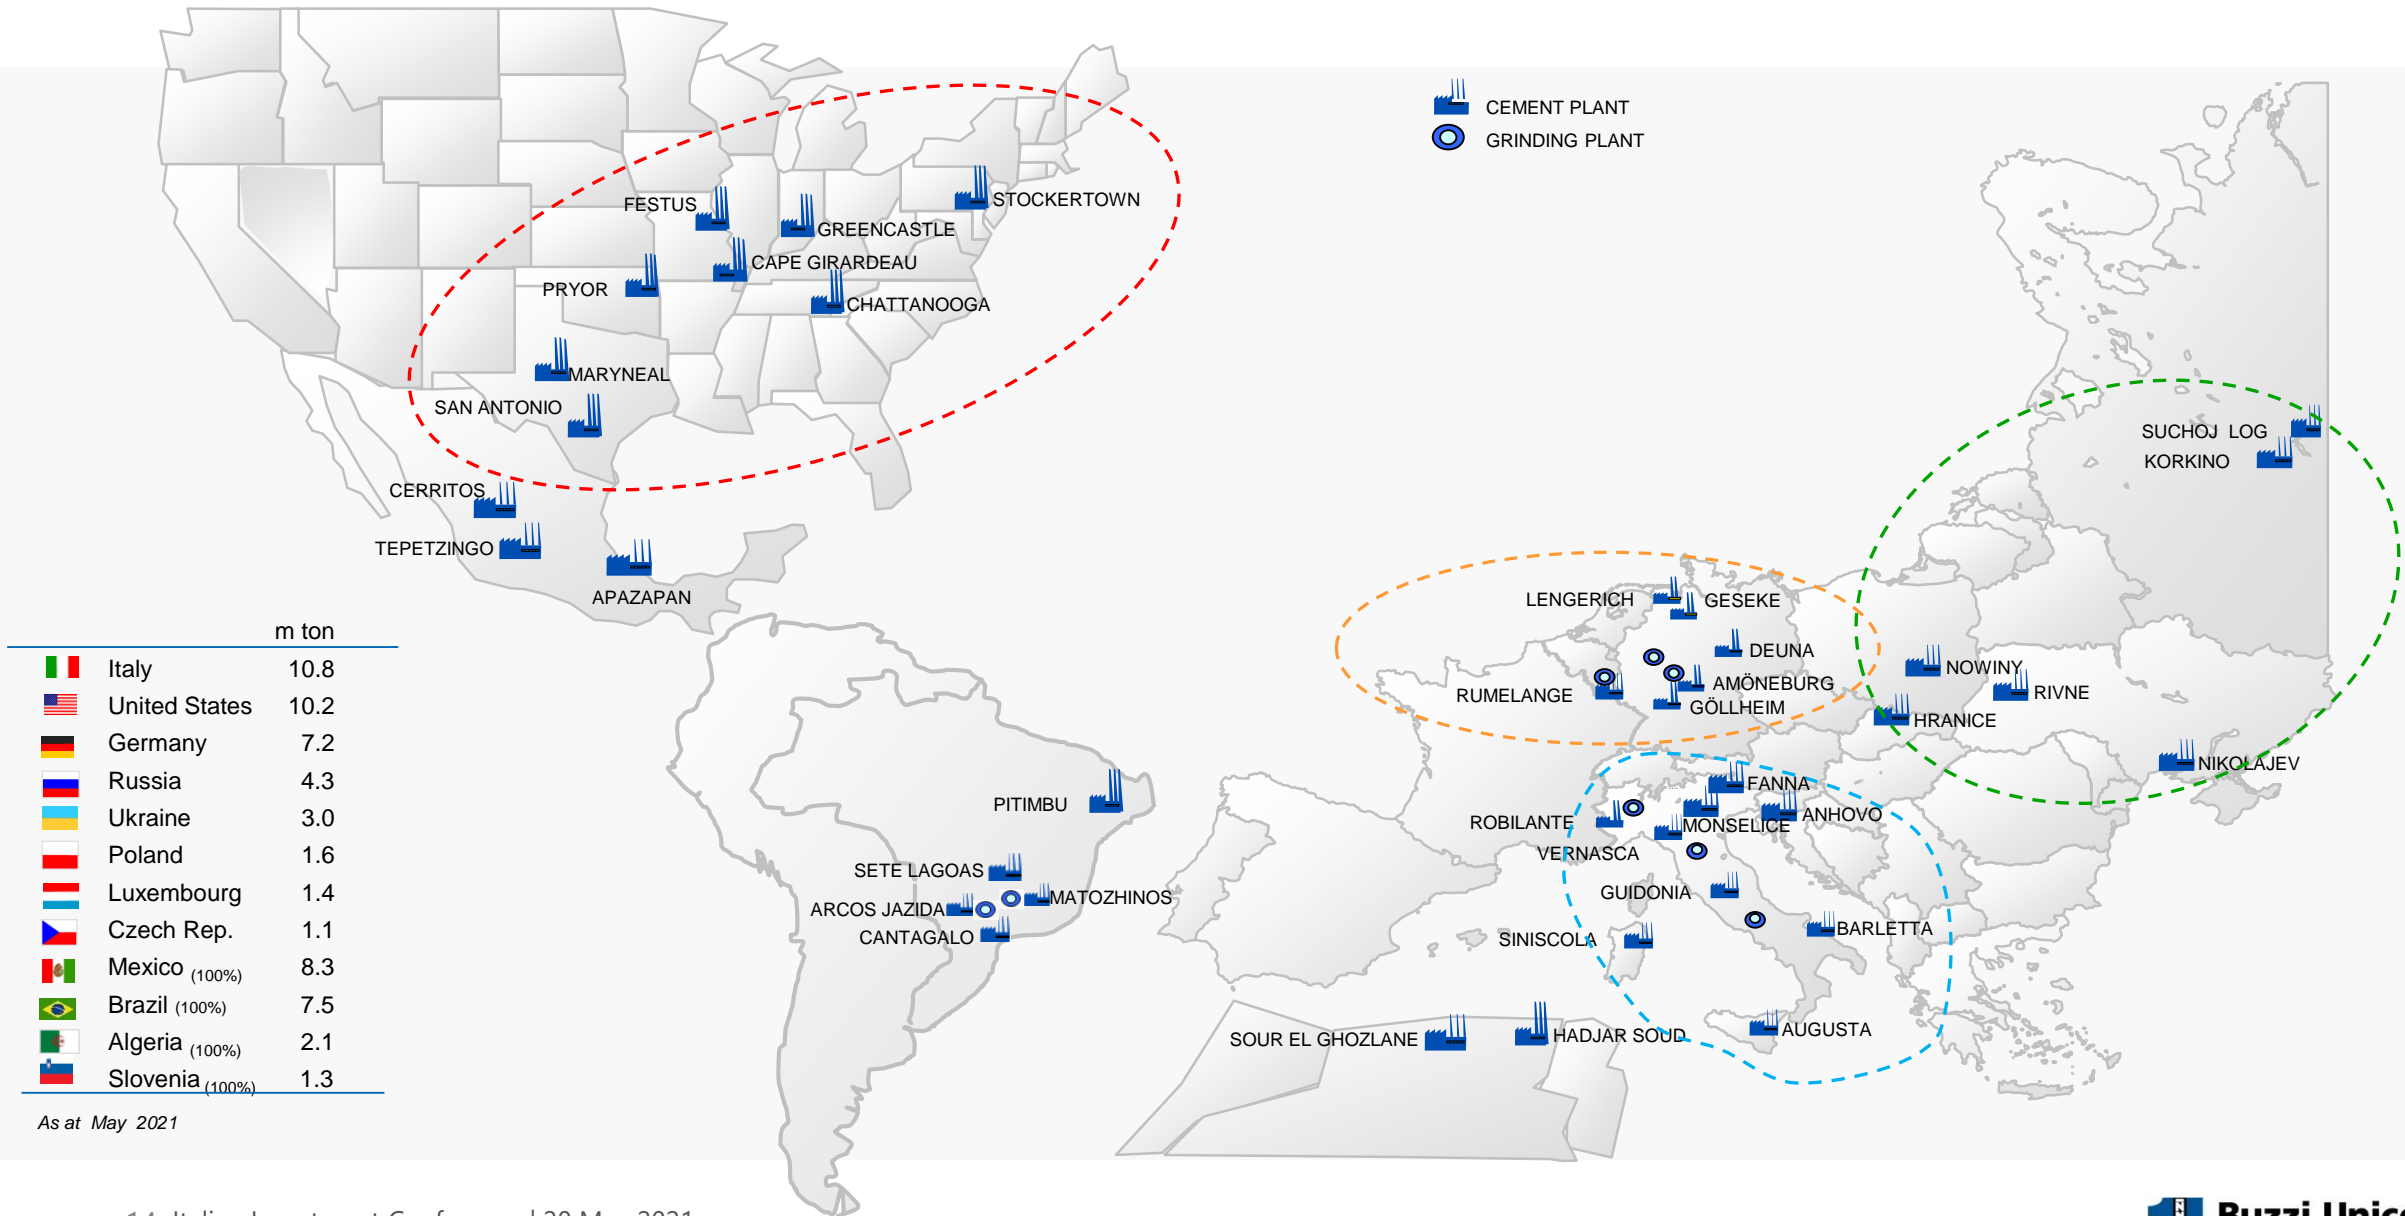 CEMENT PLANT
GRINDING PLANT
STOCKERTOWN
FESTUS
GREENCASTLE
CAPE GIRARDEAU
PRYOR
CHATTANOOGA
MARYNEAL
SAN ANTONIO
CERRITOS
TEPETZINGO
APAZAPAN
SUCHOJ LOG
KORKINO
LENGERICH
GESEKE
DEUNA
AMÖNEBURG
RUMELANGE
GÖLLHEIM
NOWINY
RIVNE
HRANICE
NIKOLAJEV
FANNA
ANHOVO
ROBILANTE
MONSELICE
VERNASCA
GUIDONIA
BARLETTA
SINISCOLA
AUGUSTA
SOUR EL GHOZLANE
HADJAR SOUD
PITIMBU
SETE LAGOAS
MATOZHINOS
ARCOS JAZIDA
CANTAGALO
m ton
Italy 10.8
United States 10.2
Germany 7.2
Russia 4.3
Ukraine 3.0
Poland 1.6
Luxembourg 1.4
Czech Rep. 1.1
Mexico (100%) 8.3
Brazil (100%) 7.5
Algeria (100%) 2.1
Slovenia (100%) 1.3
As at May 2021